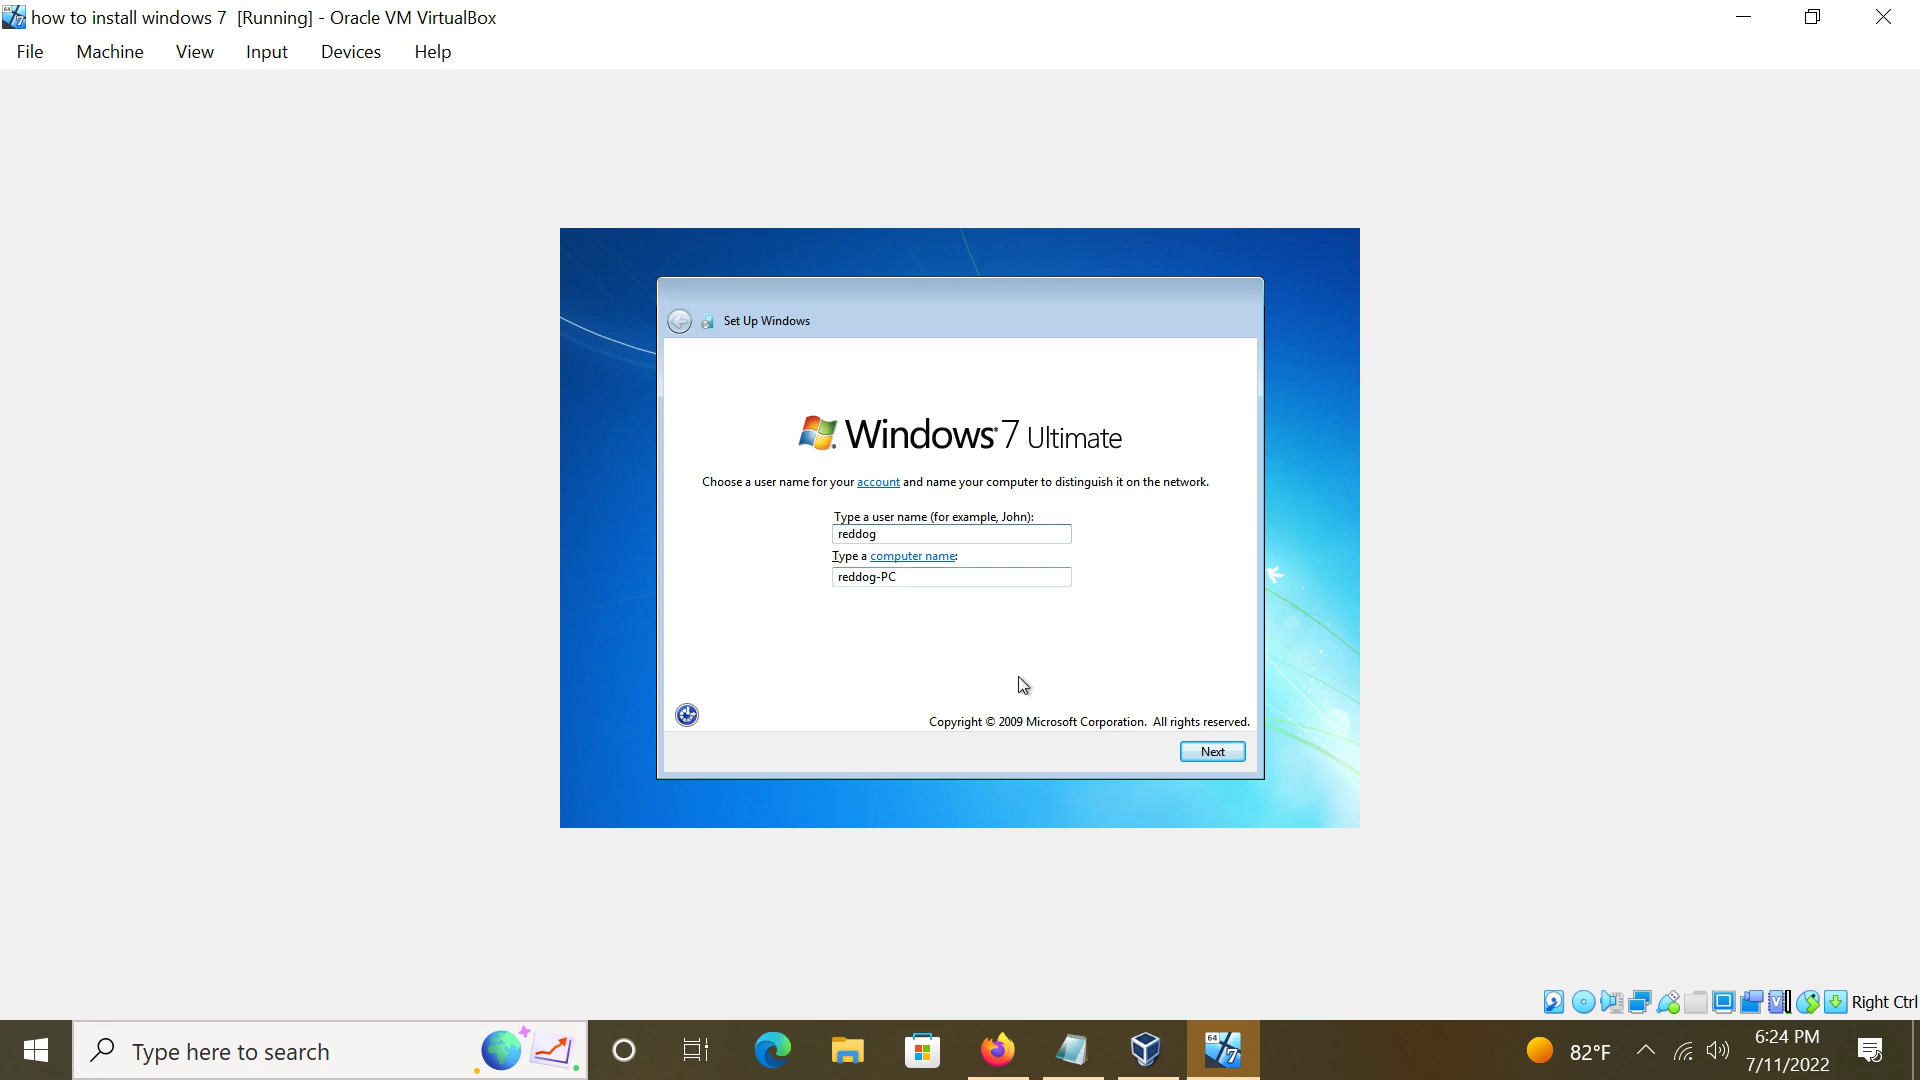 how to install windows 7 [Running] - Oracle VM VirtualBox
File Machine View Input Devices Help
Set Up Windows
Windows 7 Ultimate
Choose a user name for your account and name your computer to distinguish it on the network.
Type a user name (for example, John):
reddog
Type a computer name:
reddog-PC
Copyright © 2009 Microsoft Corporation. All rights reserved.
Next
Right Ctrl
Type here to search
64
7
82°F
6:24 PM
7/11/2022